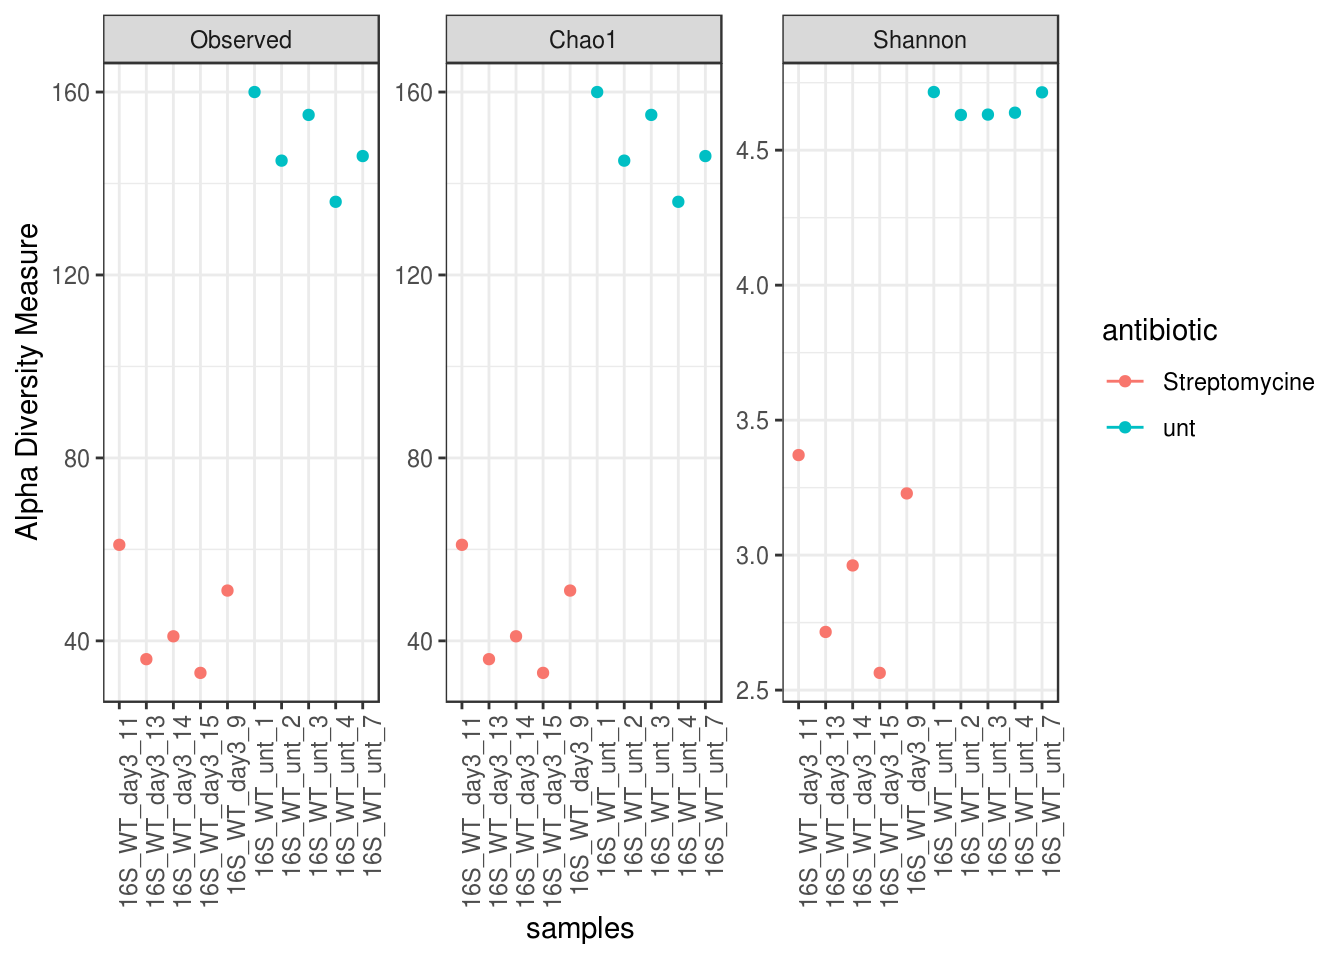 Observed
Chao1
Shannon
Alpha Diversity Measure
160
120
80
40
160
120
80
40
4.5
4.0
3.5
3.0
2.5
16S_WT_day3_11
16S_WT_day3_13
16S_WT_day3_14
16S_WT_day3_15
16S_WT_day3_9
16S_WT_unt_1
16S_WT_unt_2
16S_WT_unt_3
16S_WT_unt_4
16S_WT_unt_7
16S_WT_day3_11
16S_WT_day3_13
16S_WT_day3_14
16S_WT_day3_15
16S_WT_day3_9
16S_WT_unt_1
16S_WT_unt_2
16S_WT_unt_3
16S_WT_unt_4
16S_WT_unt_7
16S_WT_day3_11
16S_WT_day3_13
16S_WT_day3_14
16S_WT_day3_15
16S_WT_day3_9
16S_WT_unt_1
16S_WT_unt_2
16S_WT_unt_3
16S_WT_unt_4
16S_WT_unt_7
samples
antibiotic
Streptomycine
unt